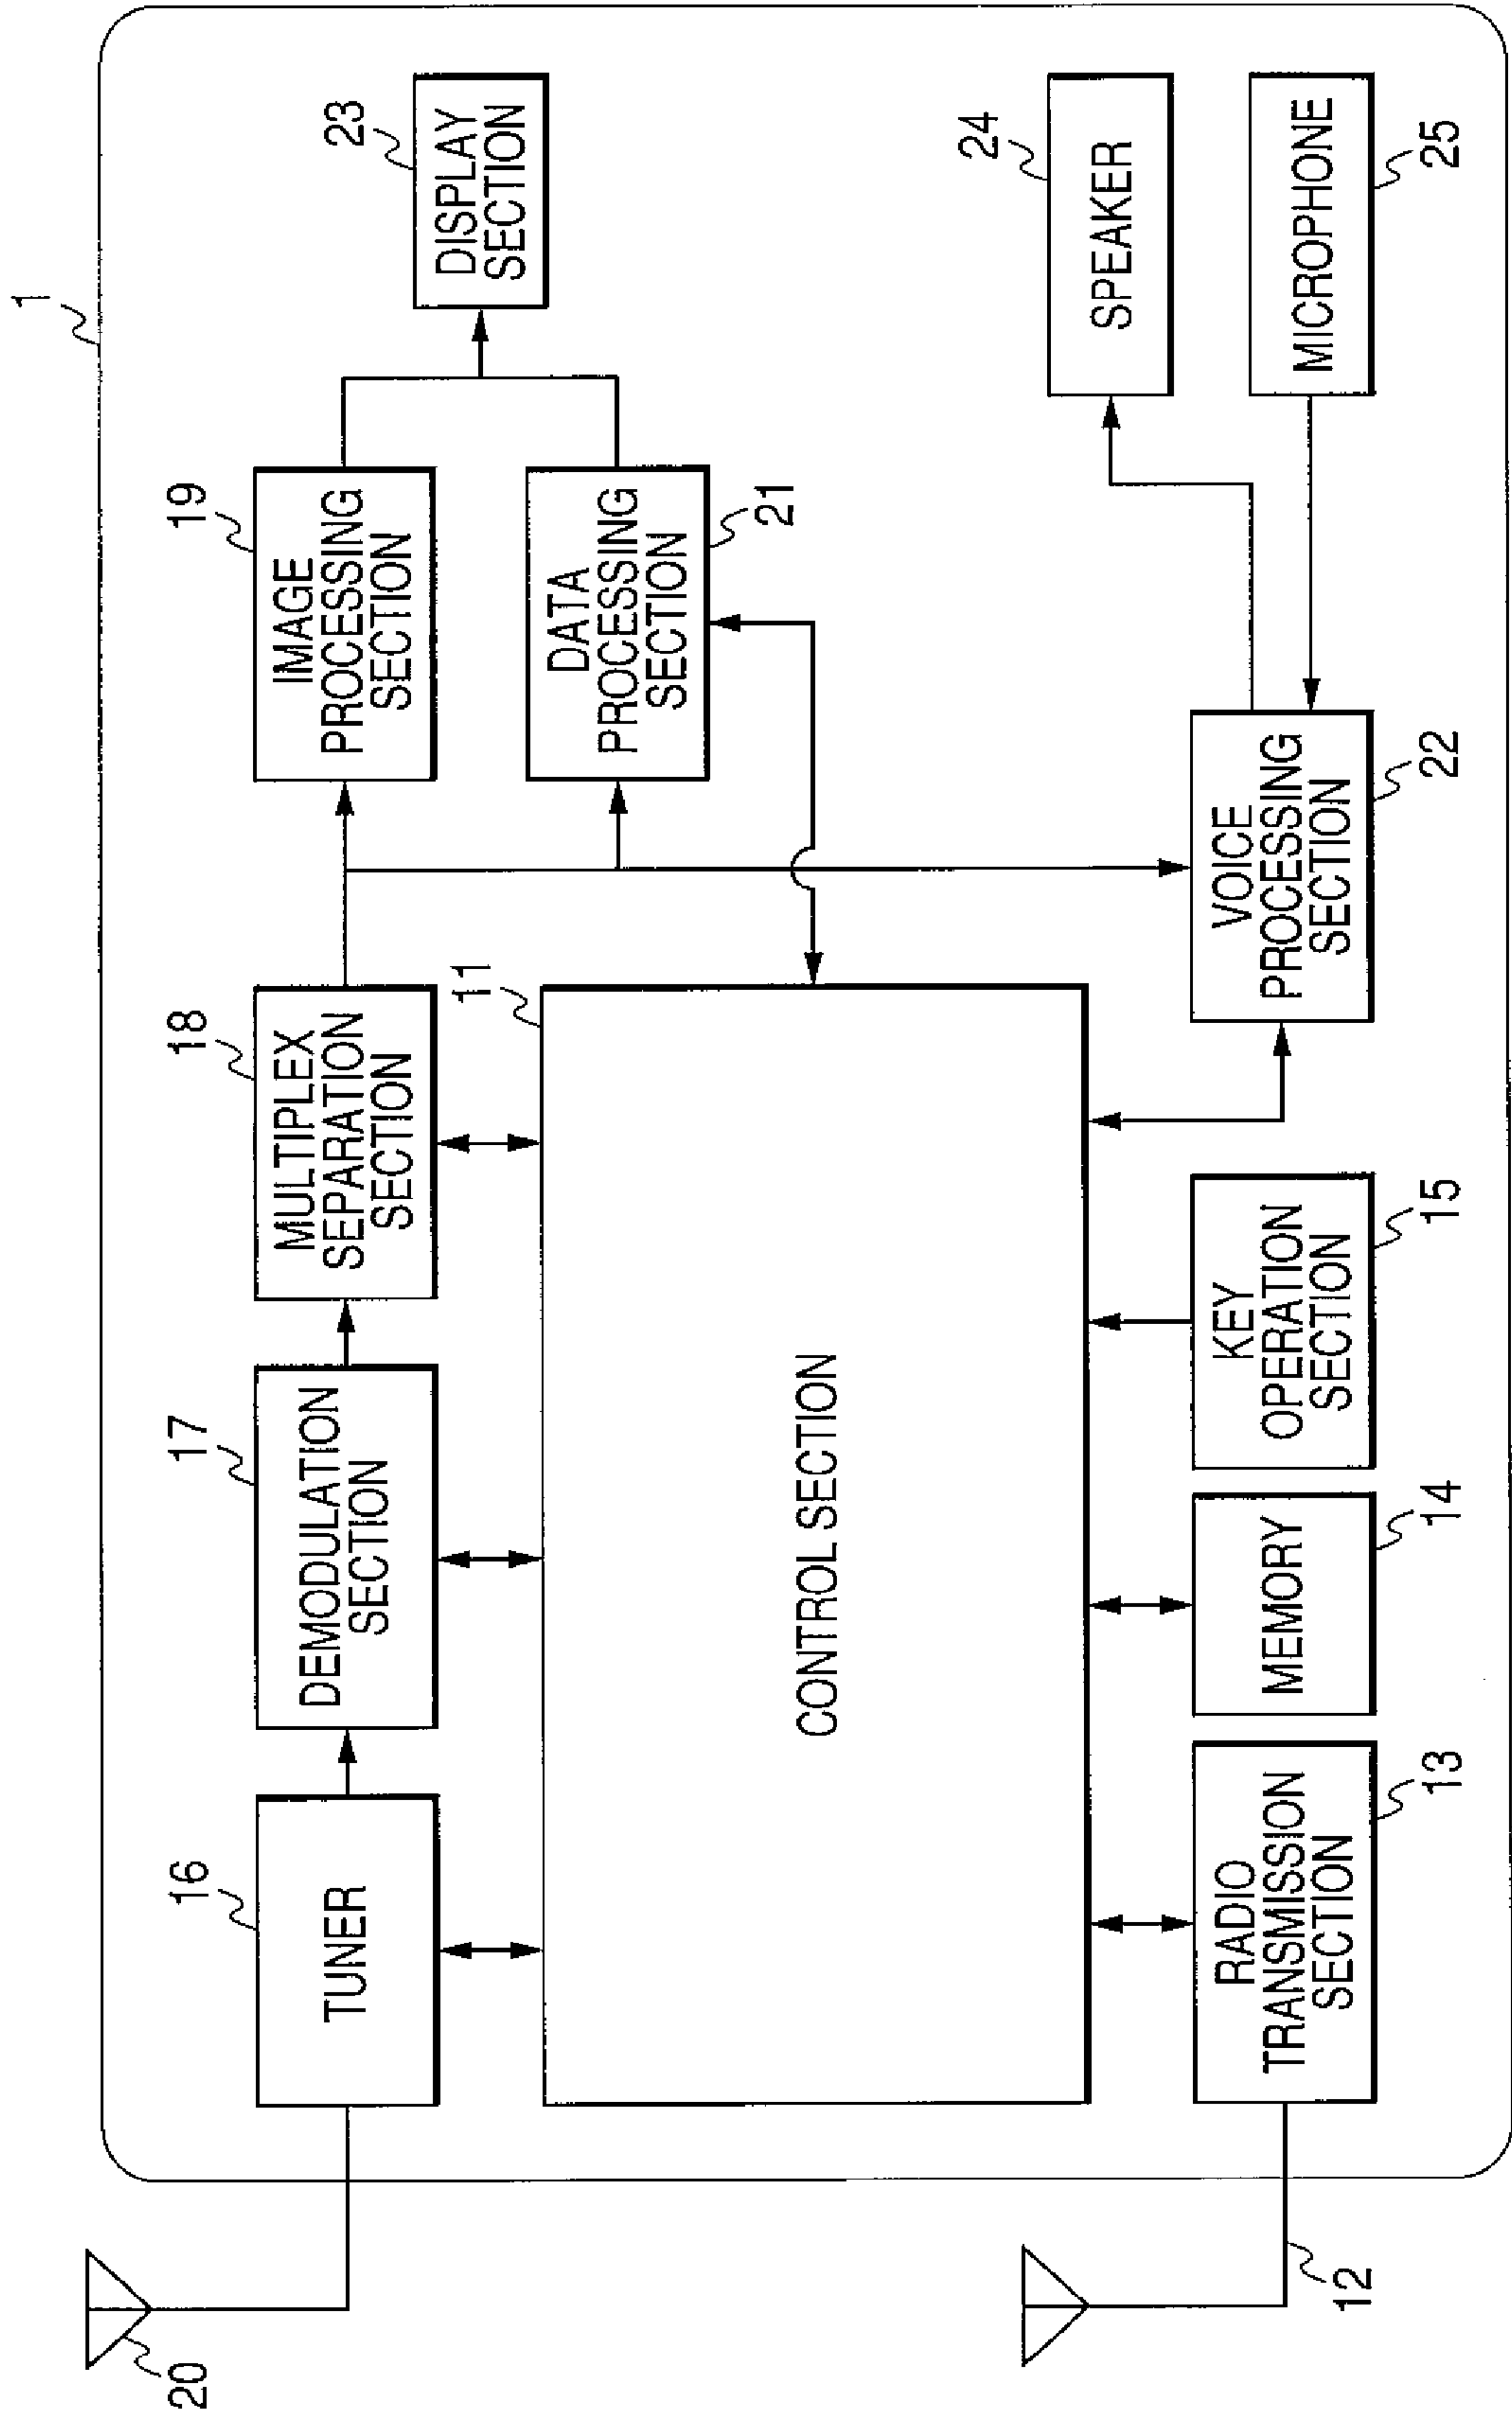 1
20
16
TUNER
17
DEMODULATION
SECTION
18
MULTIPLEX
SEPARATION
SECTION
19
IMAGE
PROCESSING
SECTION
23
DISPLAY
SECTION
DATA
PROCESSING
SECTION
21
11
CONTROL SECTION
24
SPEAKER
12
RADIO
TRANSMISSION
SECTION
13
MEMORY
14
KEY
OPERATION
SECTION
15
VOICE
PROCESSING
SECTION
22
MICROPHONE
25